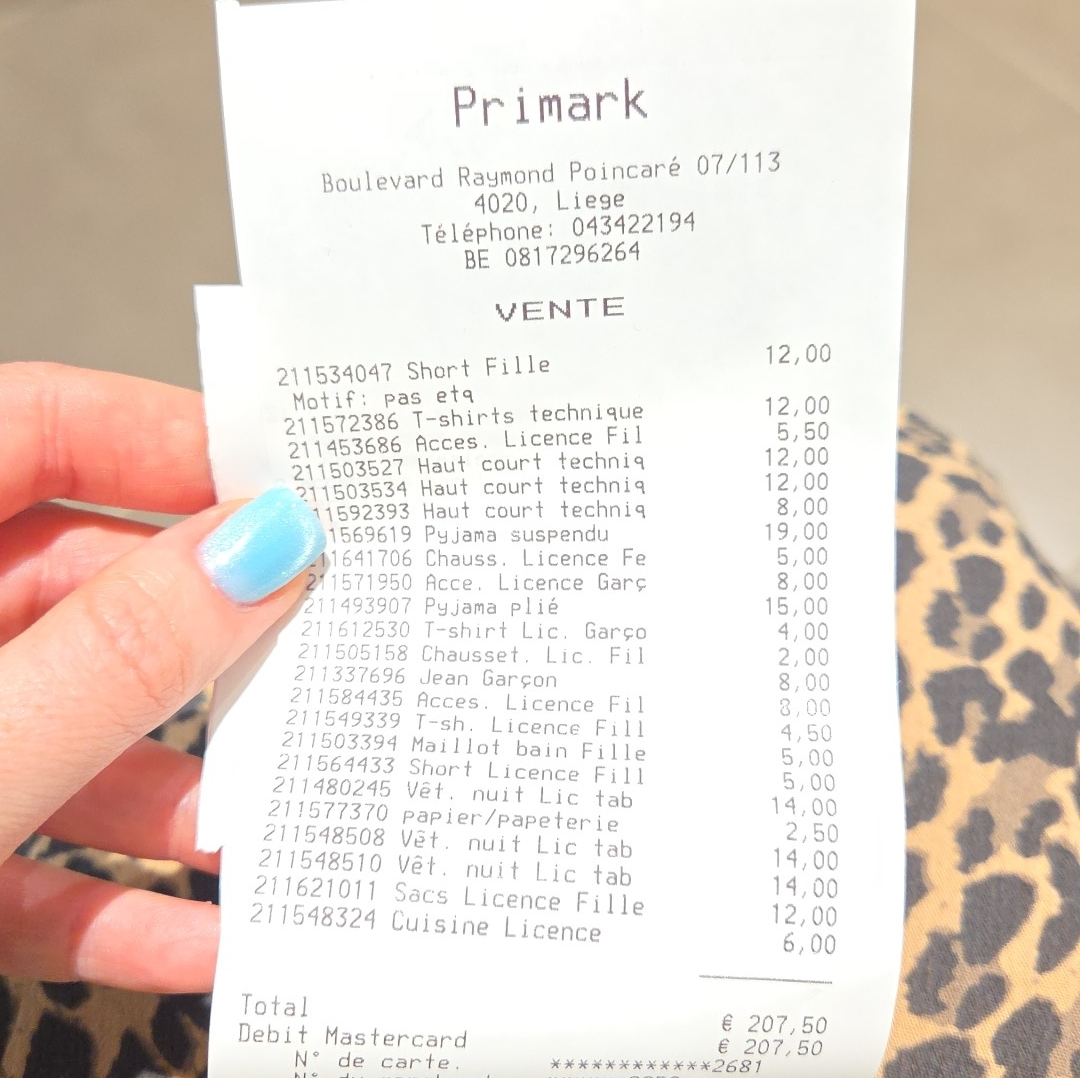 Primark
Boulevard Raymond Poincaré 07/113
4020, Liege
Téléphone: 043422194
BE 0817296264
VENTE
211534047 Short Fille 12,00
Motif: pas etq
211572386 T-shirts technique 12,00
211453686 Acces. Licence Fil 5,50
211503527 Haut court techniq 12,00
211503534 Haut court techniq 12,00
11592393 Haut court techniq 8,00
1569619 Pyjama suspendu 19,00
11641706 Chauss. Licence Fe 5,00
211571950 Acce. Licence Garç 8,00
211493907 Pyjama plié 15,00
211612530 T-shirt Lic. Garço 4,00
211505158 Chausset. Lic. Fil 2,00
211337696 Jean Garçon 8,00
211584435 Acces. Licence Fil 8,00
211549339 T-sh. Licence Fill 4,50
211503394 Maillot bain Fille 5,00
211564433 Short Licence Fill 5,00
211480245 Vêt. nuit Lic tab 14,00
211577370 papier/papeterie 2,50
211548508 Vêt. nuit Lic tab 14,00
211548510 Vêt. nuit Lic tab 14,00
211621011 Sacs Licence Fille 12,00
211548324 Cuisine Licence 6,00
Total € 207,50
Debit Mastercard € 207,50
N° de carte. ************2681